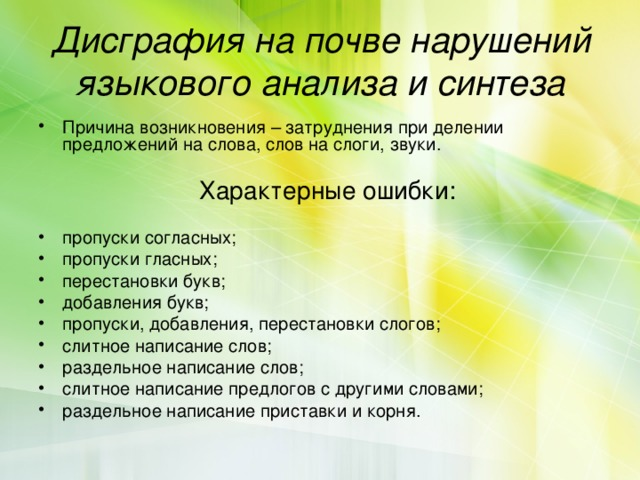 Дисграфия на почве нарушений
языкового анализа и синтеза
• Причина возникновения – затруднения при делении
предложений на слова, слов на слоги, звуки.
Характерные ошибки:
• пропуски согласных;
• пропуски гласных;
• перестановки букв;
• добавления букв;
• пропуски, добавления, перестановки слогов;
• слитное написание слов;
• раздельное написание слов;
• слитное написание предлогов с другими словами;
• раздельное написание приставки и корня.